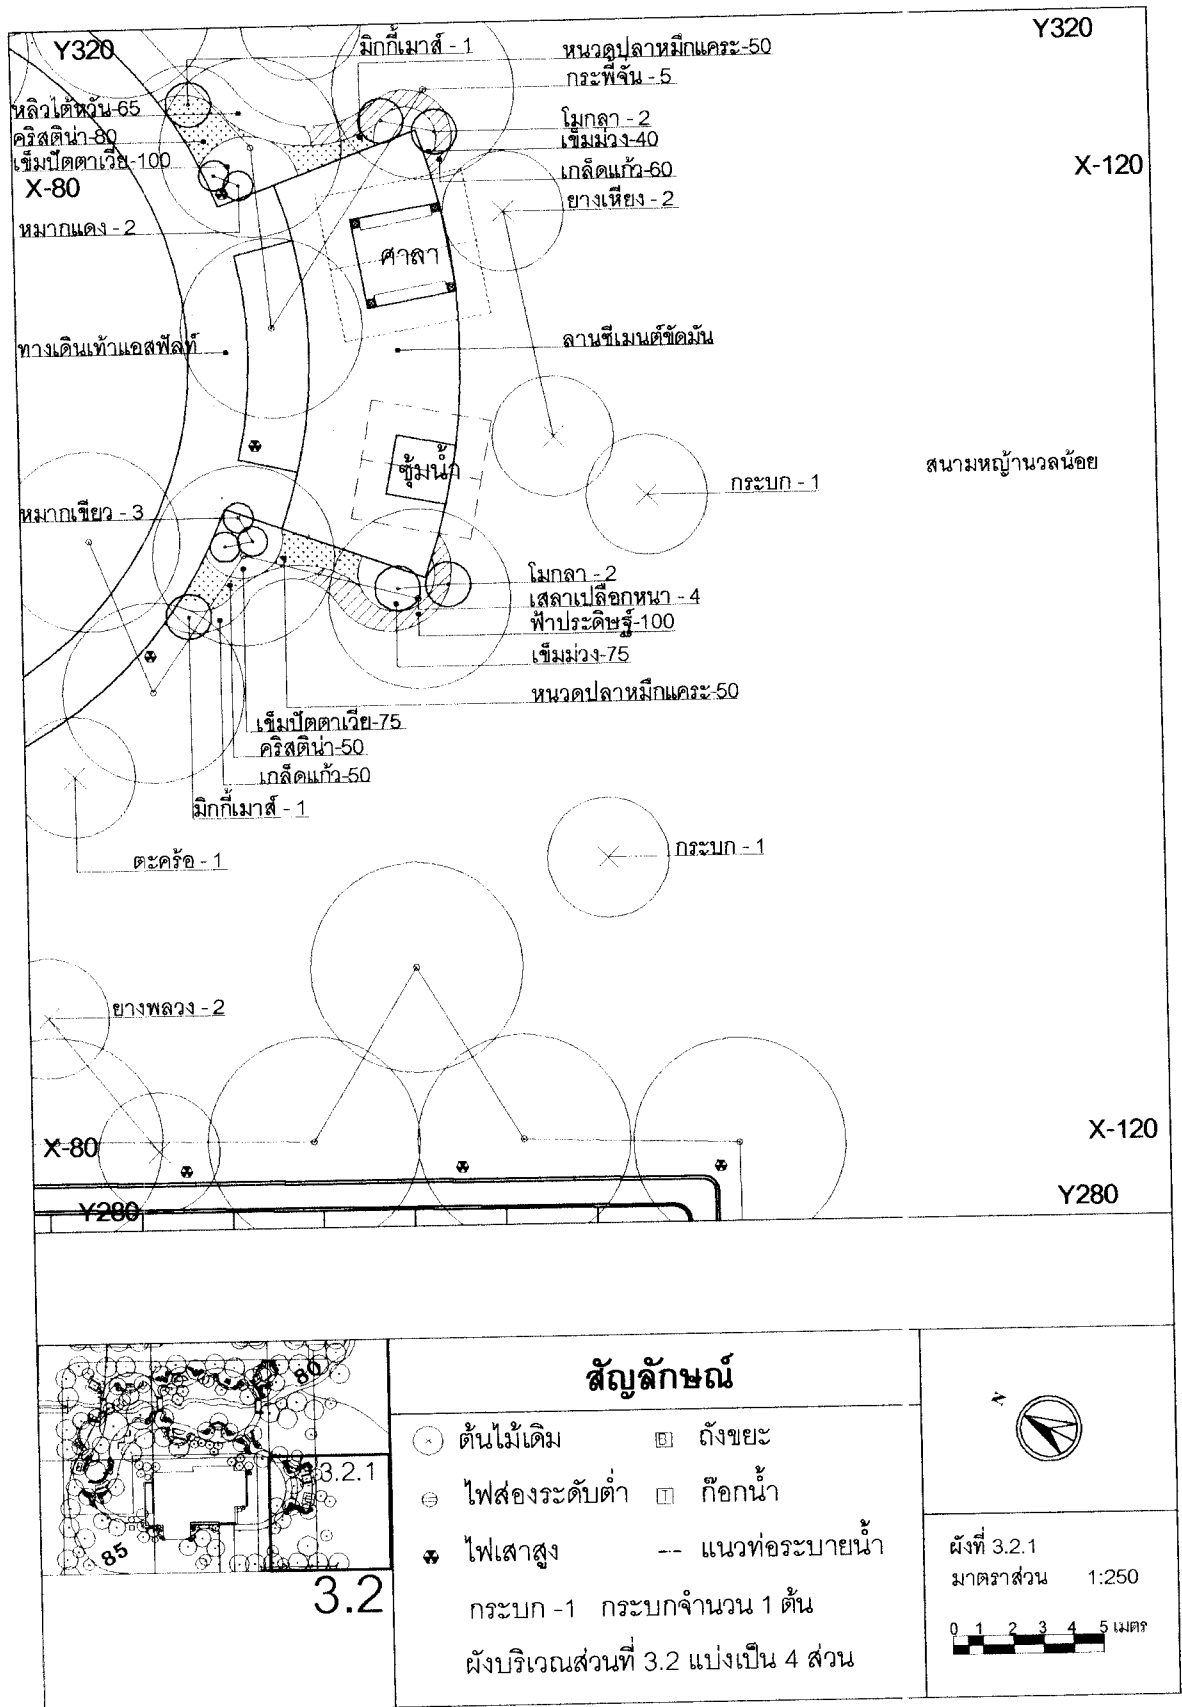 Y320
มิกกี้เมาส์ - 1
หนวดปลาหมึกแคระ-50
Y320
กระพี้จั่น - 5
หลิวไต้หวัน-65
โมกลา - 2
คริสติน่า-80
เข็มม่วง-40
เข็มปัตตาเวีย-100
เกล็ดแก้ว-60
X-120
X-80
ยางเหียง - 2
หมากแดง - 2
ศาลา
ทางเดินเท้าแอสฟัลท์
ลานซีเมนต์ขัดมัน
ซุ้มน้ำ
กระบก - 1
สนามหญ้านวลน้อย
หมากเขียว - 3
โมกลา - 2
เสลาเปลือกหนา - 4
ฟ้าประดิษฐ์-100
เข็มม่วง-75
หนวดปลาหมึกแคระ-50
เข็มปัตตาเวีย-75
คริสติน่า-50
เกล็ดแก้ว-50
มิกกี้เมาส์ - 1
ตะคร้อ - 1
กระบก - 1
ยางพลวง - 2
X-80
X-120
Y280
Y280
80
3.2.1
85
3.2
สัญลักษณ์
ต้นไม้เดิม
ถังขยะ
ไฟส่องระดับต่ำ
ก๊อกน้ำ
ไฟเสาสูง
--- แนวท่อระบายน้ำ
กระบก -1 กระบกจำนวน 1 ต้น
ผังบริเวณส่วนที่ 3.2 แบ่งเป็น 4 ส่วน
N
ผังที่ 3.2.1
มาตราส่วน 1:250
0 1 2 3 4 5 เมตร